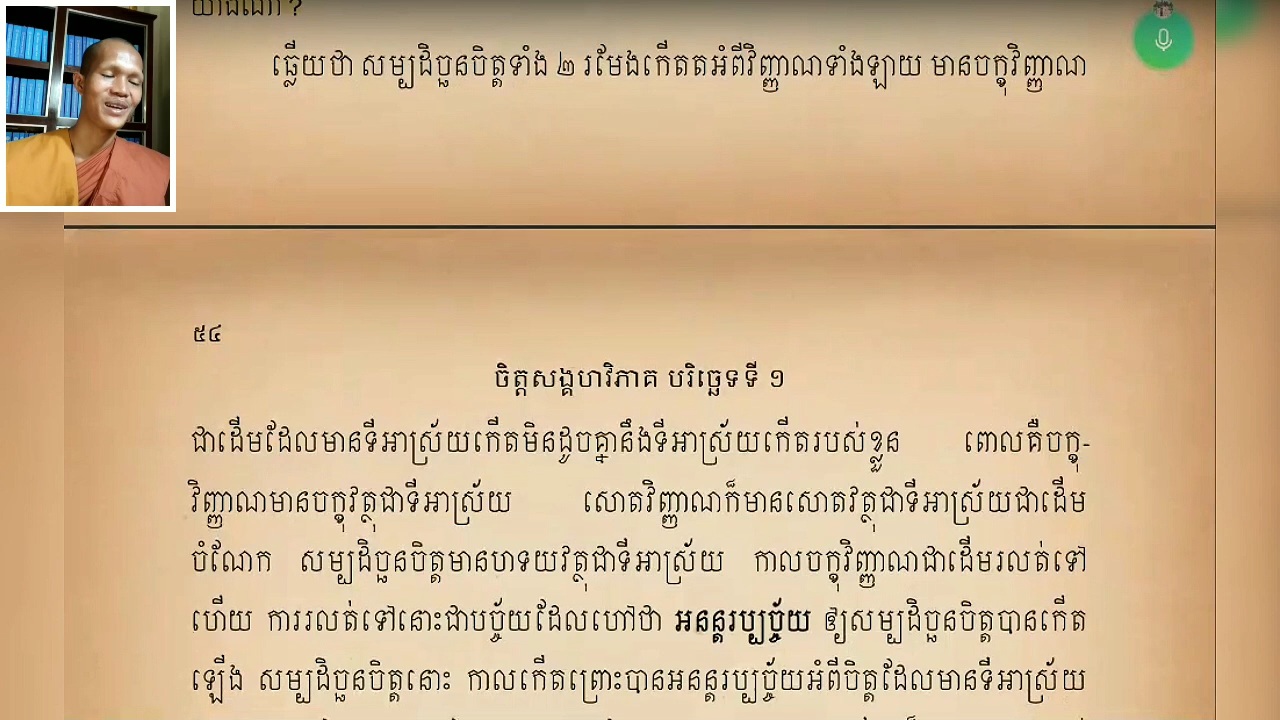 យ៉ាងណា ?
ឆ្លើយថា សម្បដិច្ឆនចិត្តទាំង ២ រមែងកើតតអំពីវិញ្ញាណទាំងឡាយ មានចក្ខុវិញ្ញាណ
៥៤
ចិត្តសង្គហវិភាគ បរិច្ឆេទទី ១
ជាដើមដែលមានទីអាស្រ័យកើតមិនដូចគ្នានឹងទីអាស្រ័យកើតរបស់ខ្លួន ពោលគឺចក្ខុ-
វិញ្ញាណមានចក្ខុវត្ថុជាទីអាស្រ័យ សោតវិញ្ញាណក៏មានសោតវត្ថុជាទីអាស្រ័យជាដើម
ចំណែក សម្បដិច្ឆនចិត្តមានហទយវត្ថុជាទីអាស្រ័យ កាលចក្ខុវិញ្ញាណជាដើមរលត់ទៅ
ហើយ ការរលត់ទៅនោះជាបច្ច័យដែលហៅថា អនន្តរប្បច្ច័យ ឲ្យសម្បដិច្ឆនចិត្តបានកើត
ឡើង សម្បដិច្ឆនចិត្តនោះ កាលកើតព្រោះបានអនន្តរប្បច្ច័យអំពីចិត្តដែលមានទីអាស្រ័យ